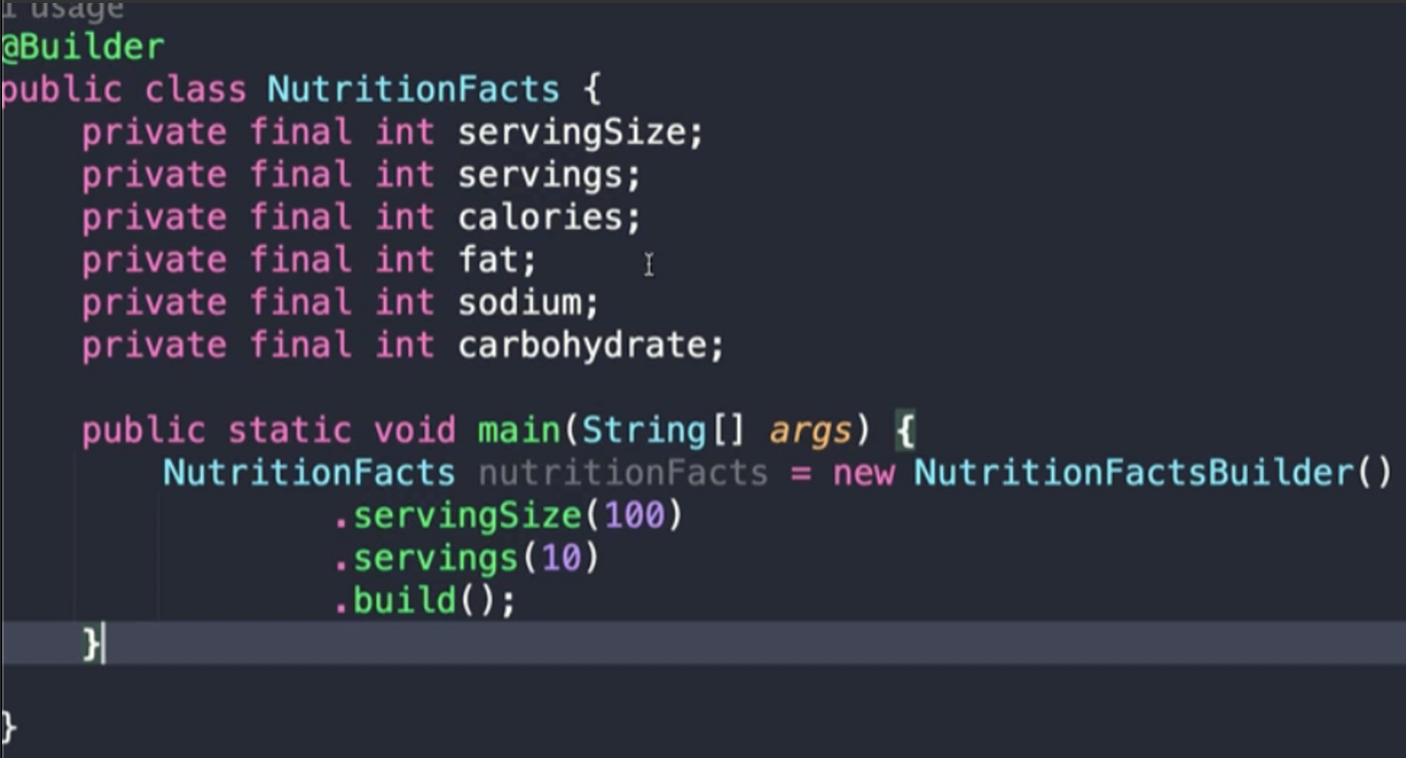 1 usage
@Builder
public class NutritionFacts {
    private final int servingSize;
    private final int servings;
    private final int calories;
    private final int fat;
    private final int sodium;
    private final int carbohydrate;
    public static void main(String[] args) {
        NutritionFacts nutritionFacts = new NutritionFactsBuilder()
                .servingSize(100)
                .servings(10)
                .build();
    }
}